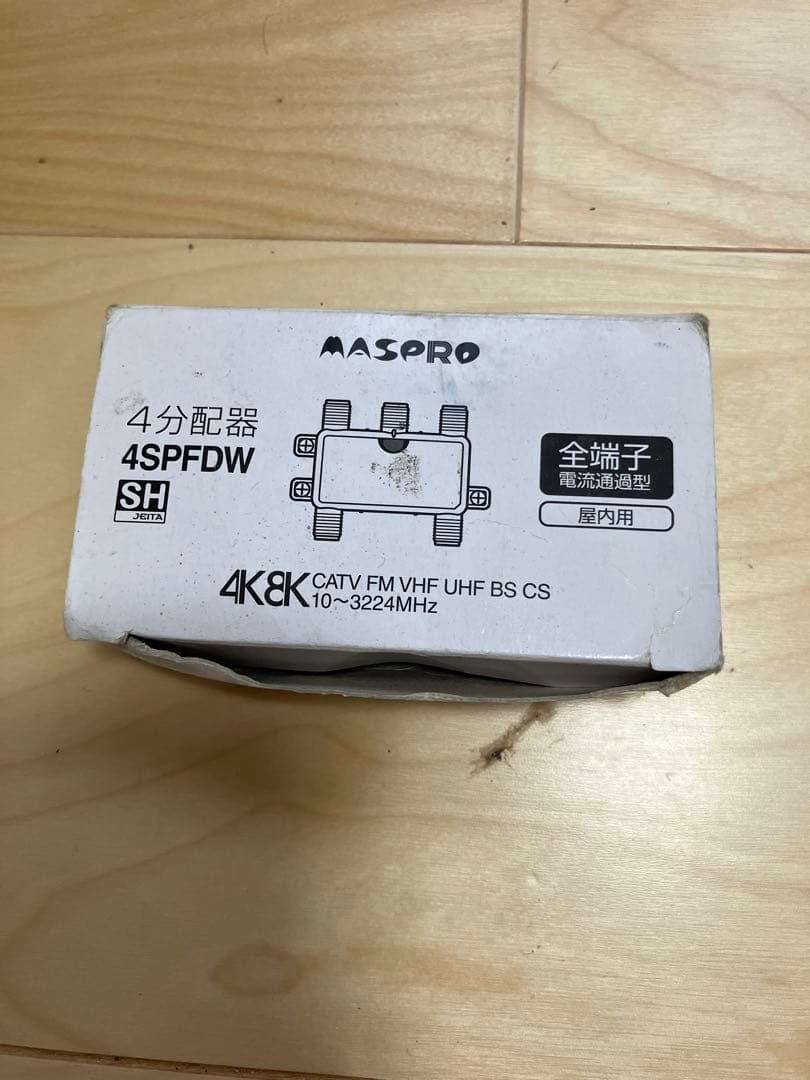 MASPRO
4分配器
4SPFDW
SH
JEITA
全端子
電流通過型
屋内用
4K8K CATV FM VHF UHF BS CS
10〜3224MHz